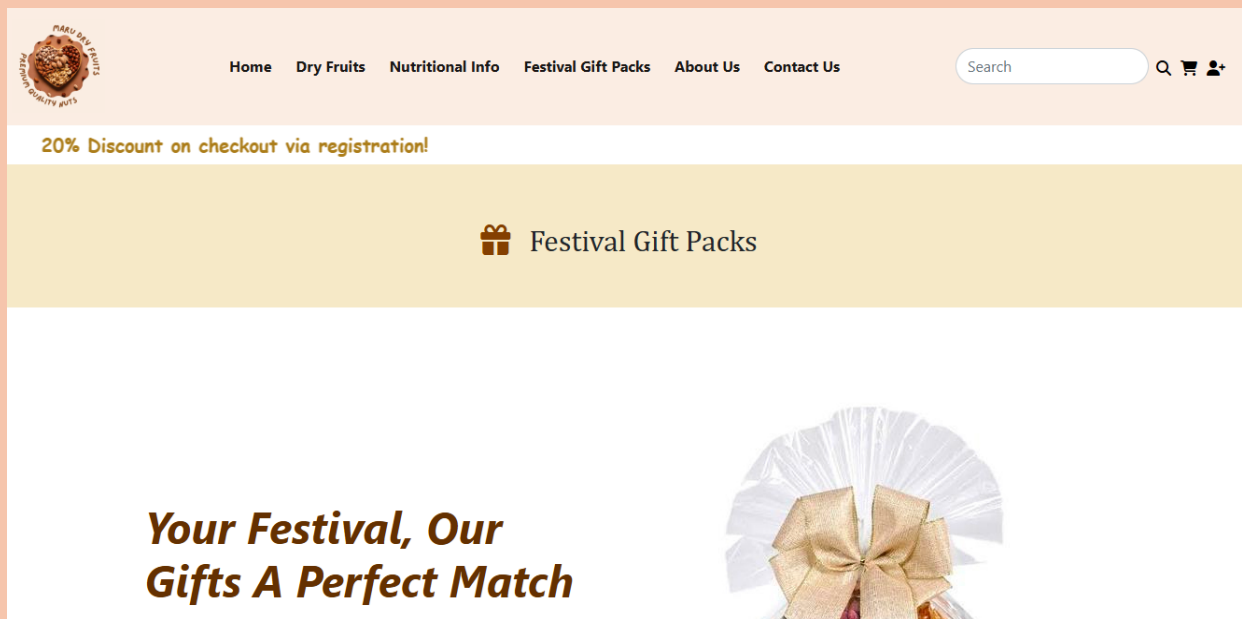 MARU DRY FRUITS
PREMIUM QUALITY NUTS
Home Dry Fruits Nutritional Info Festival Gift Packs About Us Contact Us
Search
20% Discount on checkout via registration!
Festival Gift Packs
Your Festival, Our
Gifts A Perfect Match